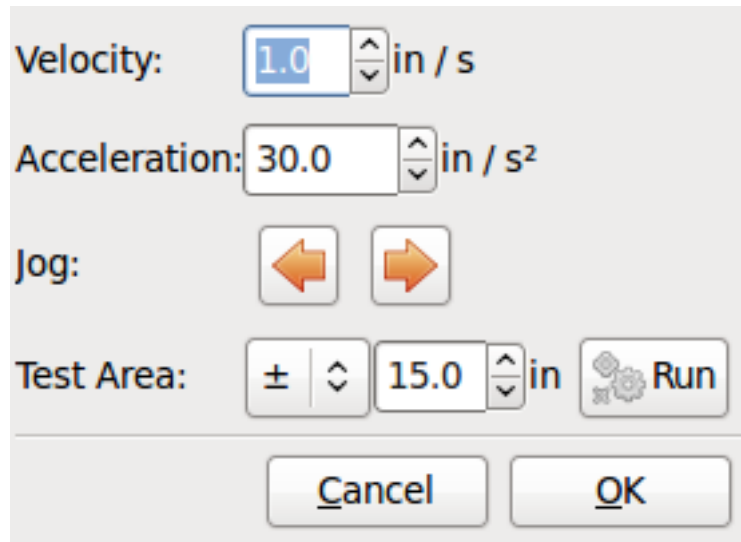 Velocity: 1.0 in / s
Acceleration: 30.0 in / s²
Jog:
Test Area: ± 15.0 in Run
Cancel OK